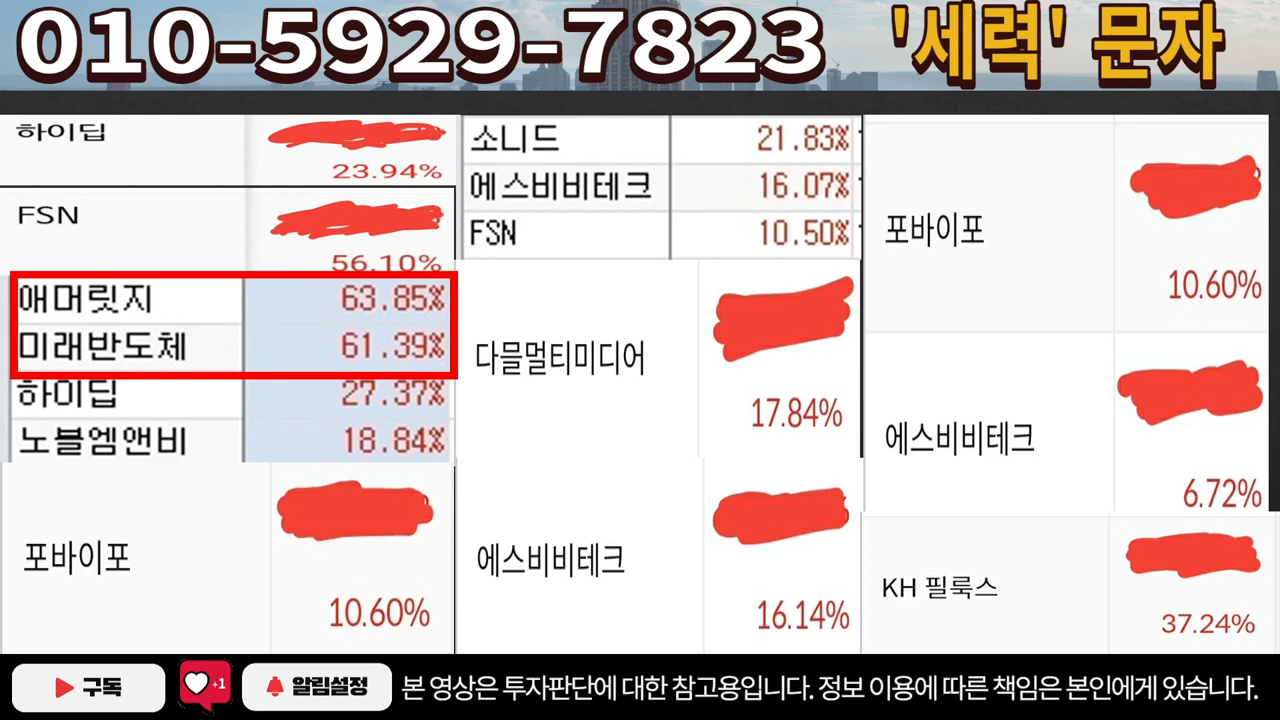 010-5929-7823 '세력' 문자
하이딥
23.94%
FSN
56.10%
애머릿지 63.85%
미래반도체 61.39%
하이딥 27.37%
노블엠앤비 18.84%
포바이포
10.60%
소니드 21.83%
에스비비테크 16.07%
FSN 10.50%
다믈멀티미디어
17.84%
에스비비테크
16.14%
포바이포
10.60%
에스비비테크
6.72%
KH 필룩스
37.24%
구독 +1 알림설정 본 영상은 투자판단에 대한 참고용입니다. 정보 이용에 따른 책임은 본인에게 있습니다.